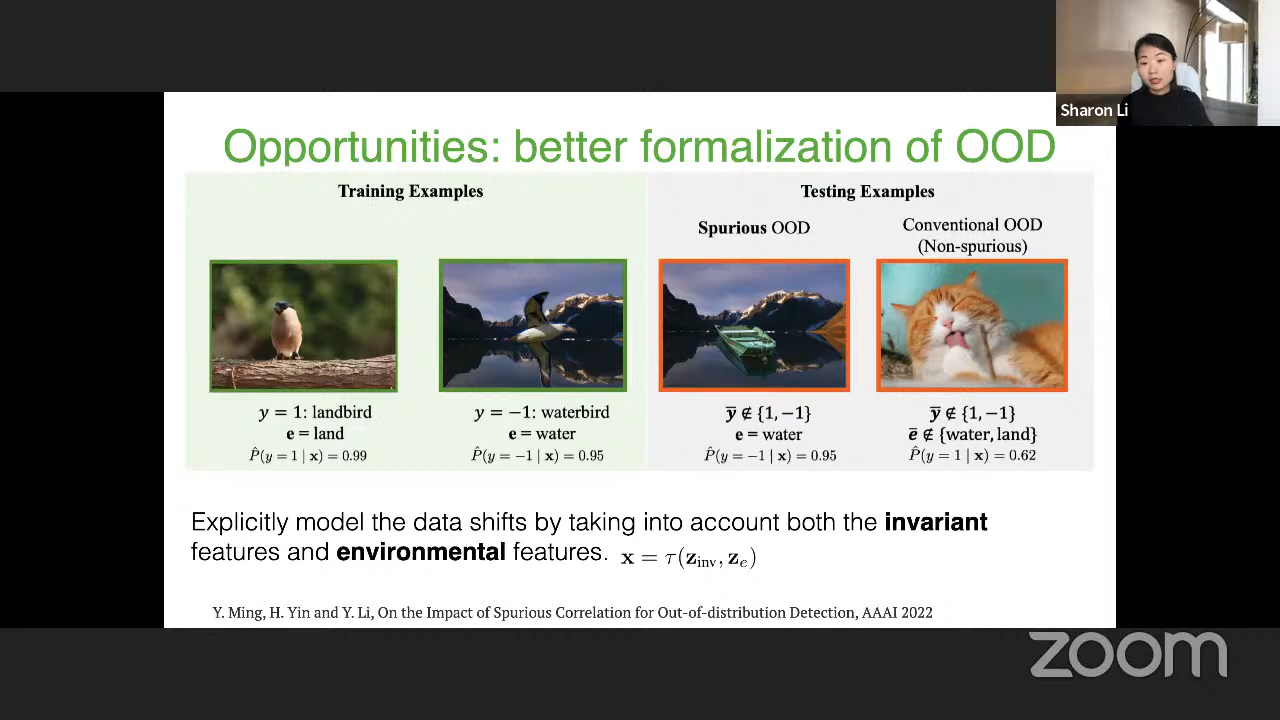 Sharon Li
Opportunities: better formalization of OOD
Training Examples
Testing Examples
Spurious OOD
Conventional OOD
(Non-spurious)
y = 1: landbird
e = land
P̂(y = 1 | x) = 0.99
y = −1: waterbird
e = water
P̂(y = −1 | x) = 0.95
ȳ ∉ {1, −1}
e = water
P̂(y = −1 | x) = 0.95
ȳ ∉ {1, −1}
ē ∉ {water, land}
P̂(y = 1 | x) = 0.62
Explicitly model the data shifts by taking into account both the invariant
features and environmental features. x = τ(z_inv, z_e)
Y. Ming, H. Yin and Y. Li, On the Impact of Spurious Correlation for Out-of-distribution Detection, AAAI 2022
zoom